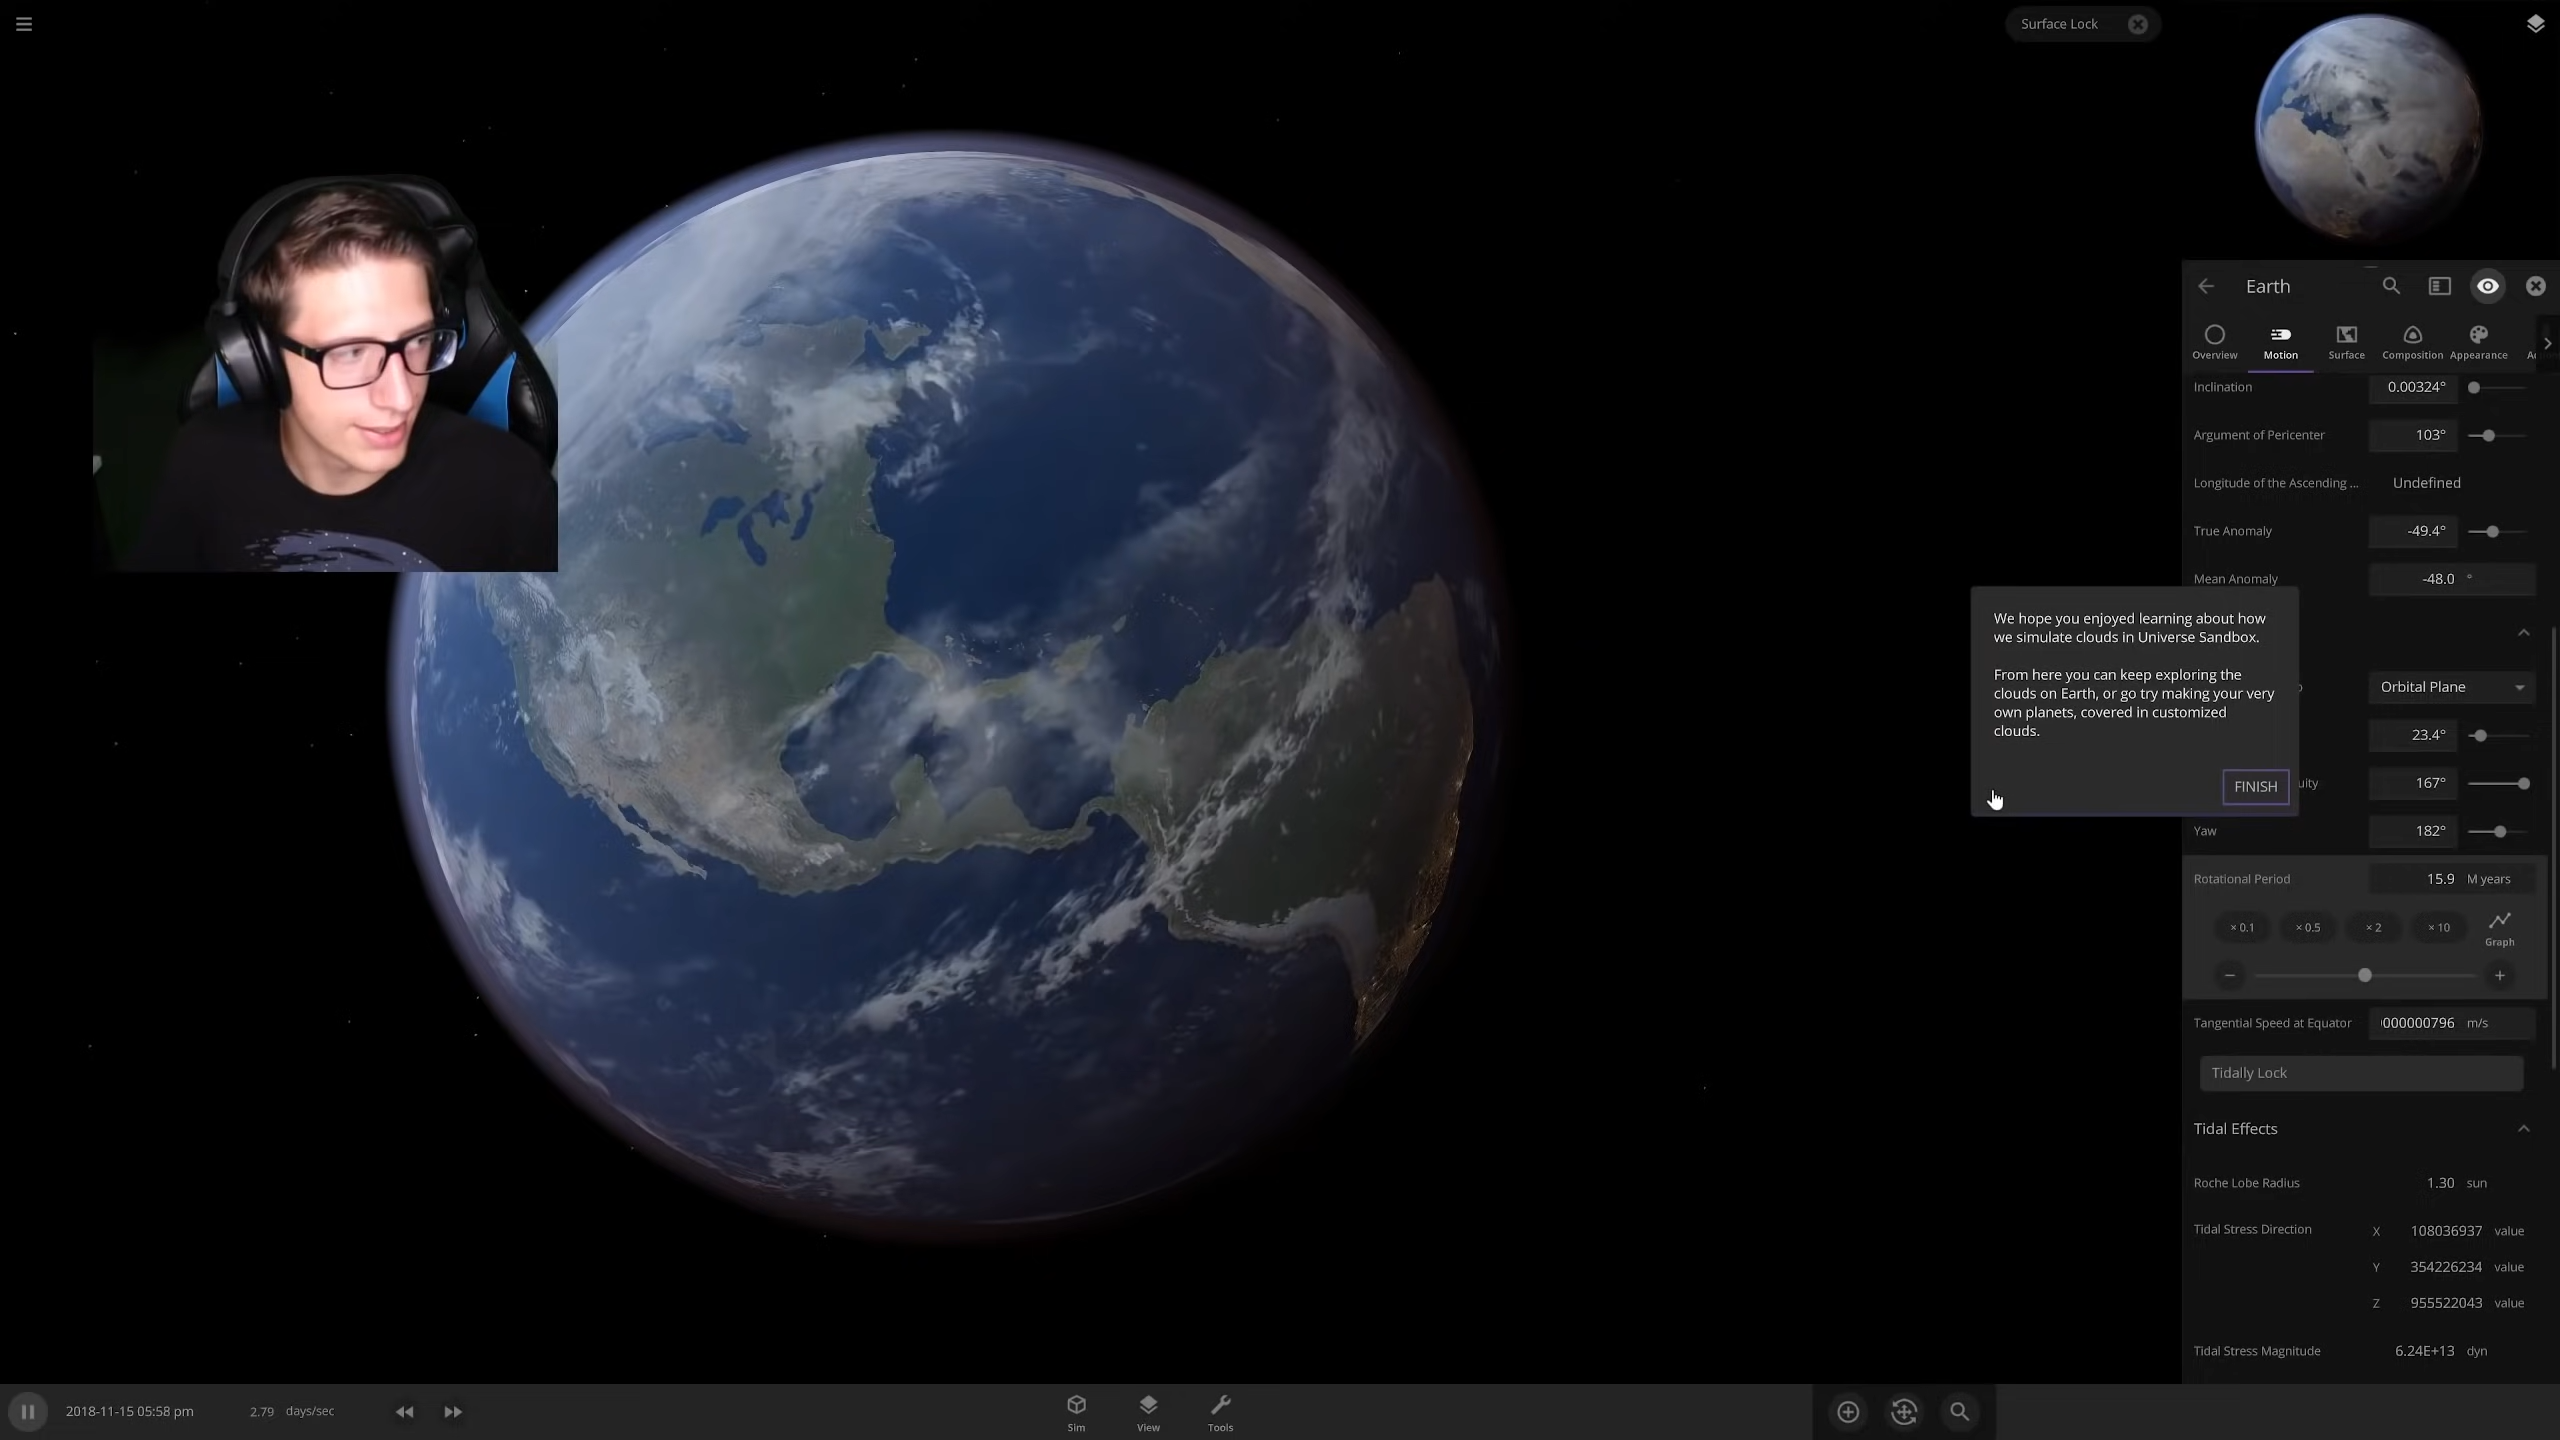 Surface Lock
Earth
Overview Motion Surface Composition Appearance
Inclination 0.00324°
Argument of Pericenter 103°
Longitude of the Ascending ... Undefined
True Anomaly -49.4°
Mean Anomaly -48.0 °
We hope you enjoyed learning about how
we simulate clouds in Universe Sandbox.
From here you can keep exploring the
clouds on Earth, or go try making your very
own planets, covered in customized
clouds.
FINISH
Orbital Plane
23.4°
167°
Yaw 182°
Rotational Period 15.9 M years
× 0.1 × 0.5 × 2 × 10 Graph
Tangential Speed at Equator 000000796 m/s
Tidally Lock
Tidal Effects
Roche Lobe Radius 1.30 sun
Tidal Stress Direction X 108036937 value
Y 354226234 value
Z 955522043 value
Tidal Stress Magnitude 6.24E+13 dyn
2018-11-15 05:58 pm 2.79 days/sec
Sim View Tools